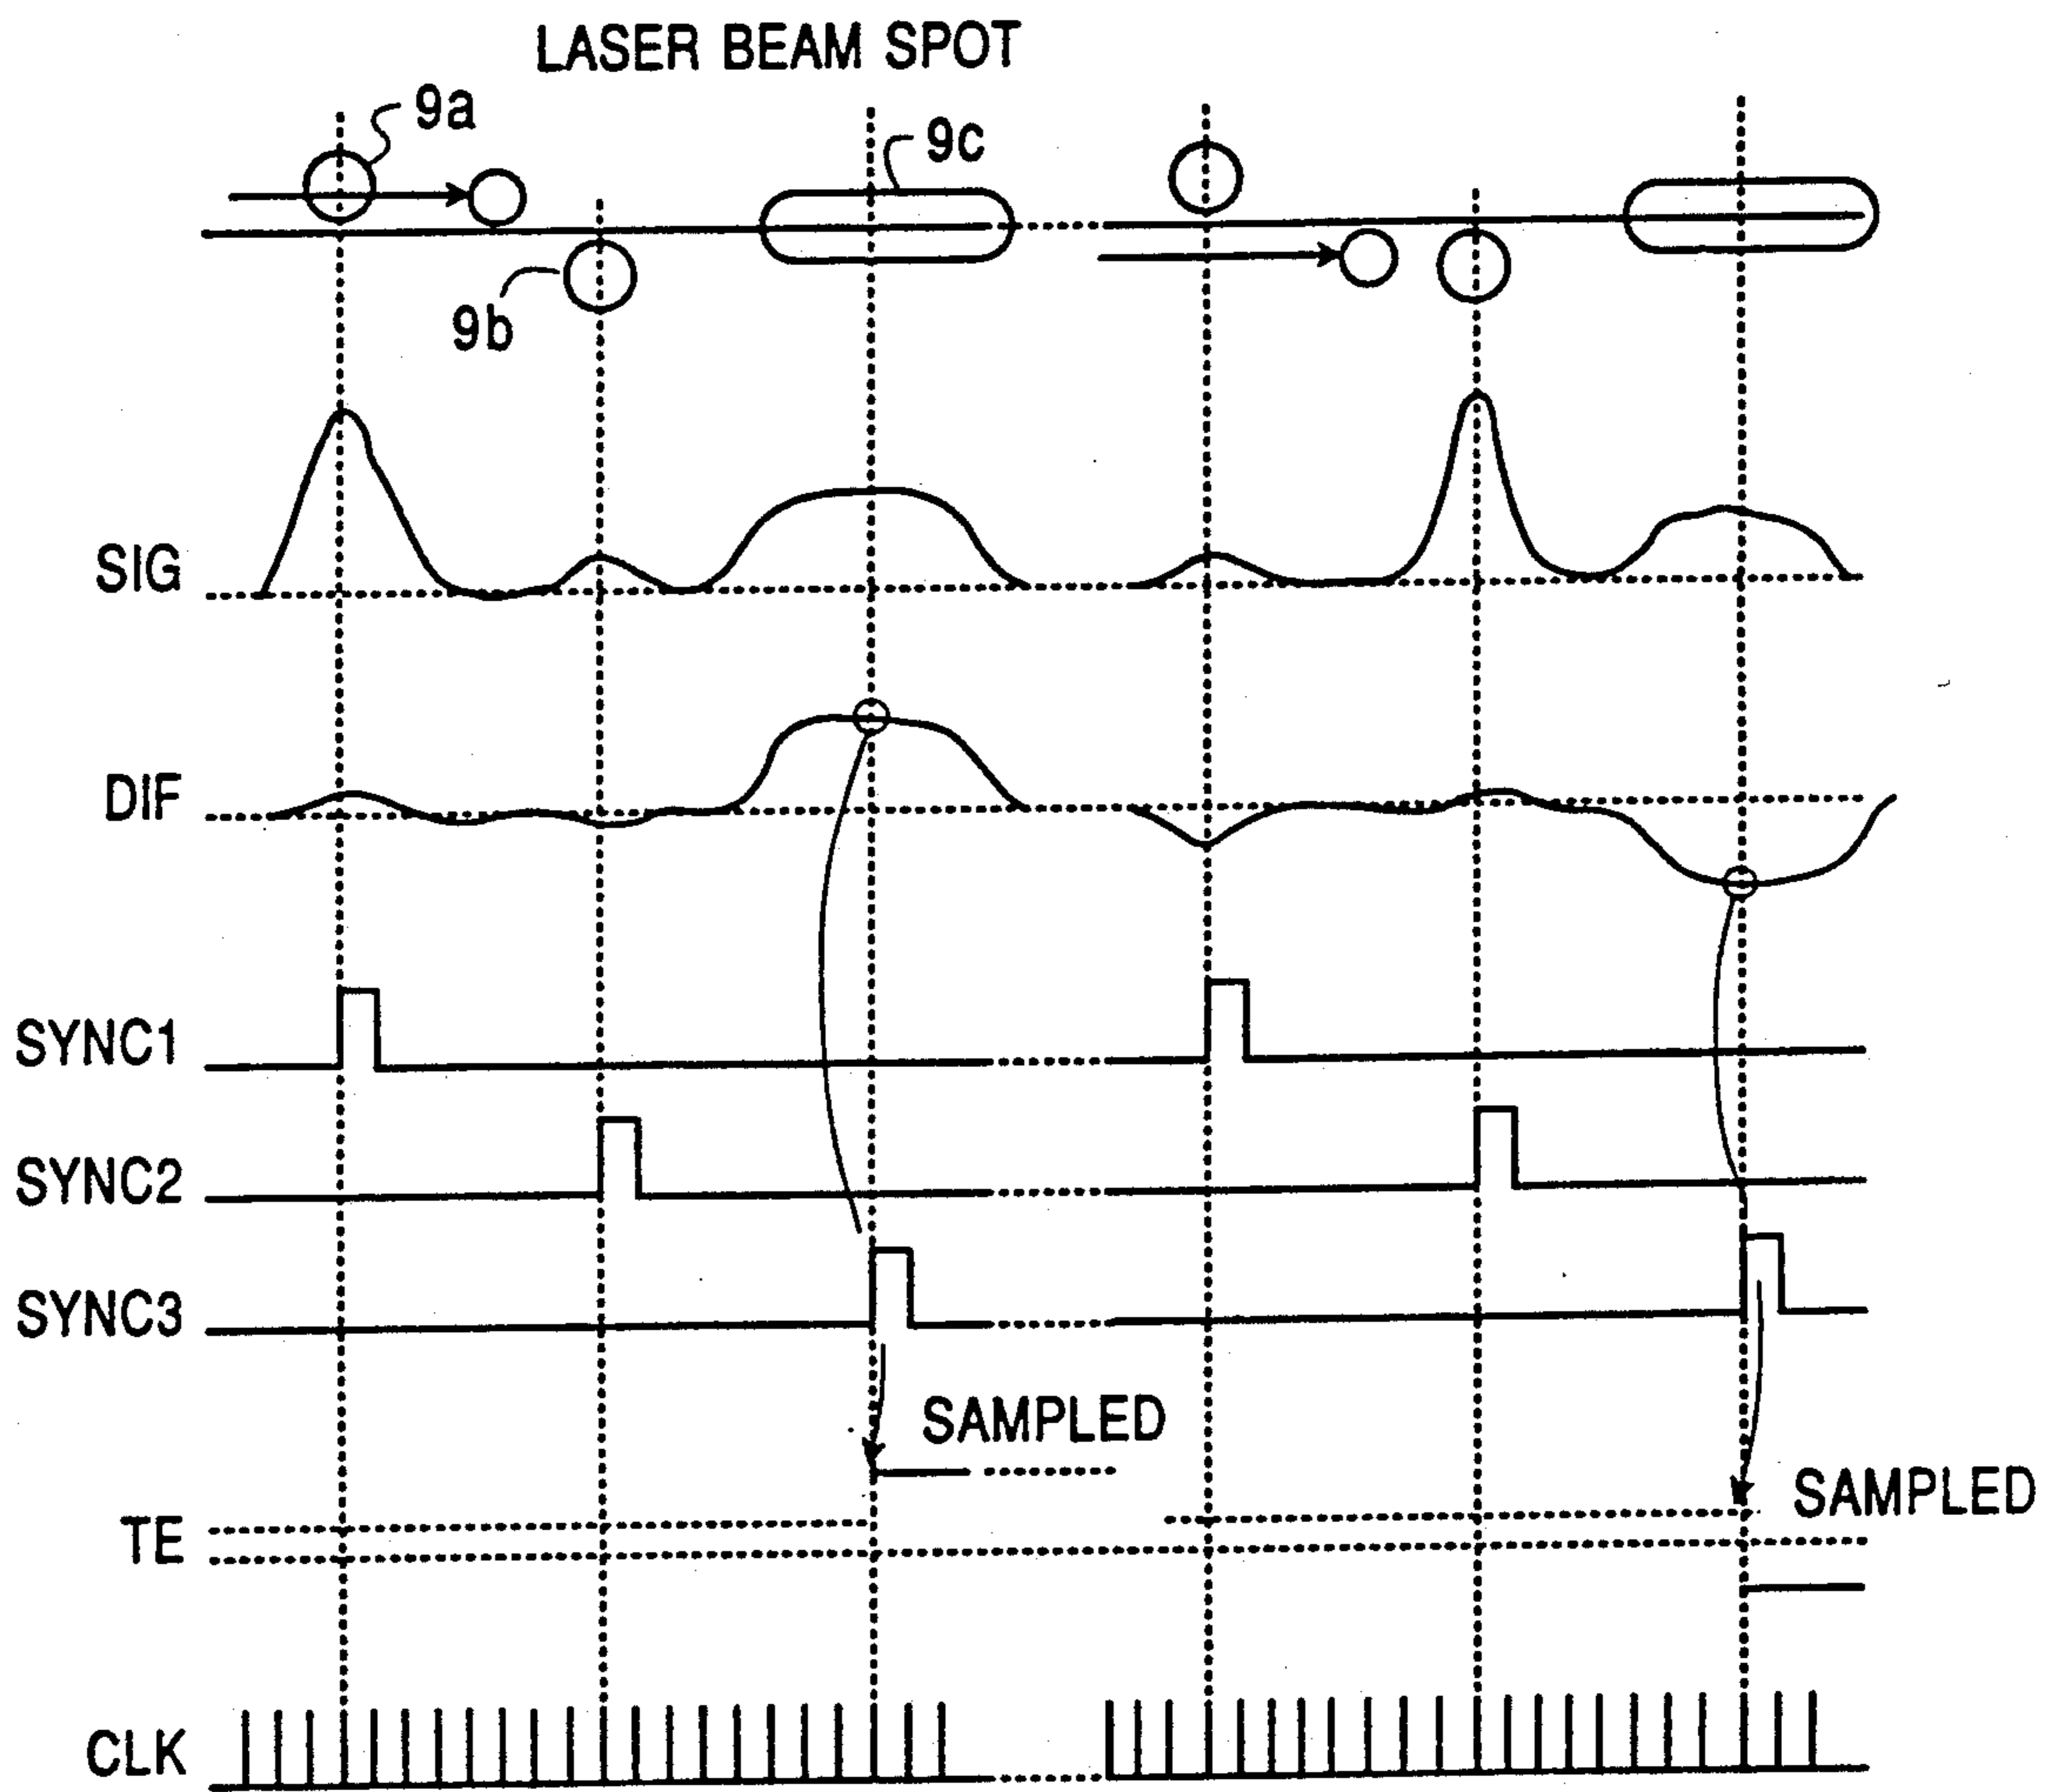 LASER BEAM SPOT
9a
9c
9b
SIG
DIF
SYNC1
SYNC2
SYNC3
SAMPLED
SAMPLED
TE
CLK